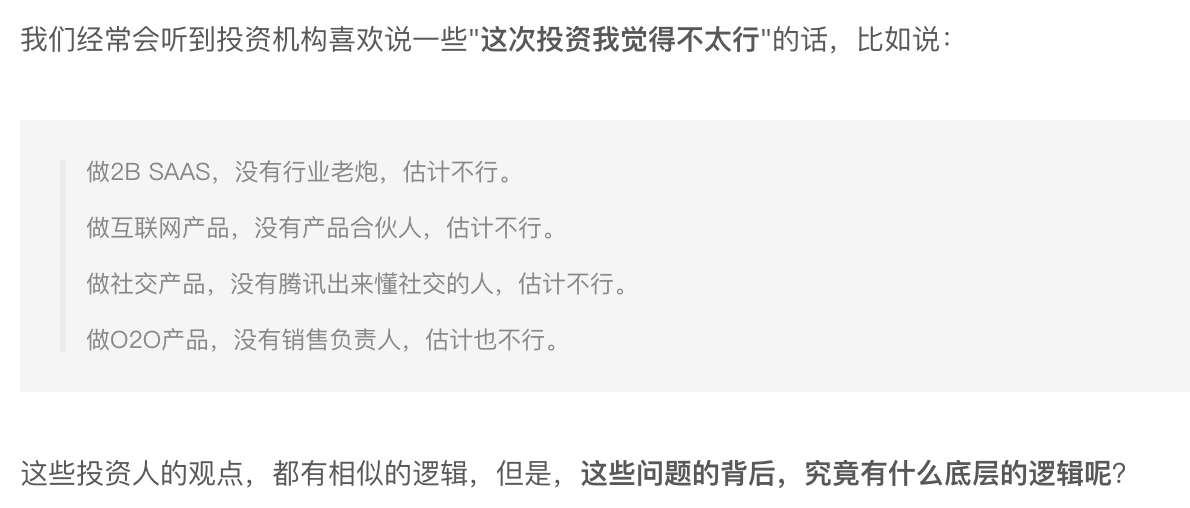 我们经常会听到投资机构喜欢说一些"这次投资我觉得不太行"的话，比如说：
做2B SAAS，没有行业老炮，估计不行。
做互联网产品，没有产品合伙人，估计不行。
做社交产品，没有腾讯出来懂社交的人，估计不行。
做O2O产品，没有销售负责人，估计也不行。
这些投资人的观点，都有相似的逻辑，但是，这些问题的背后，究竟有什么底层的逻辑呢？